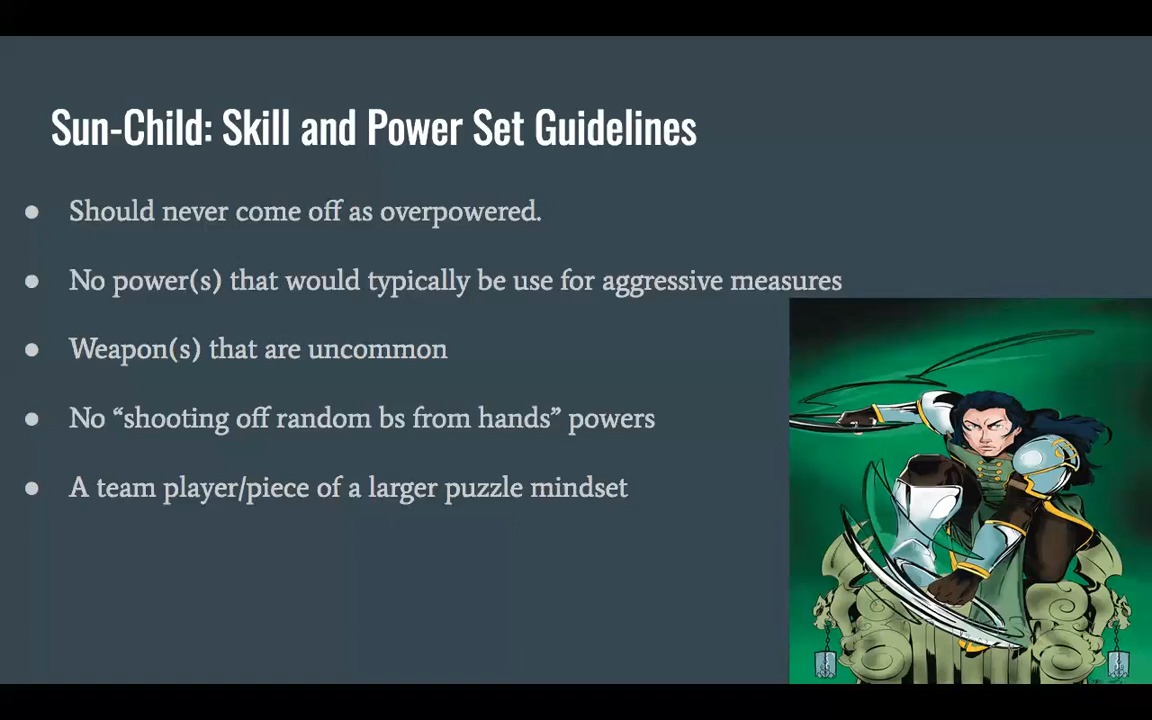 Sun-Child: Skill and Power Set Guidelines
● Should never come off as overpowered.
● No power(s) that would typically be use for aggressive measures
● Weapon(s) that are uncommon
● No “shooting off random bs from hands” powers
● A team player/piece of a larger puzzle mindset